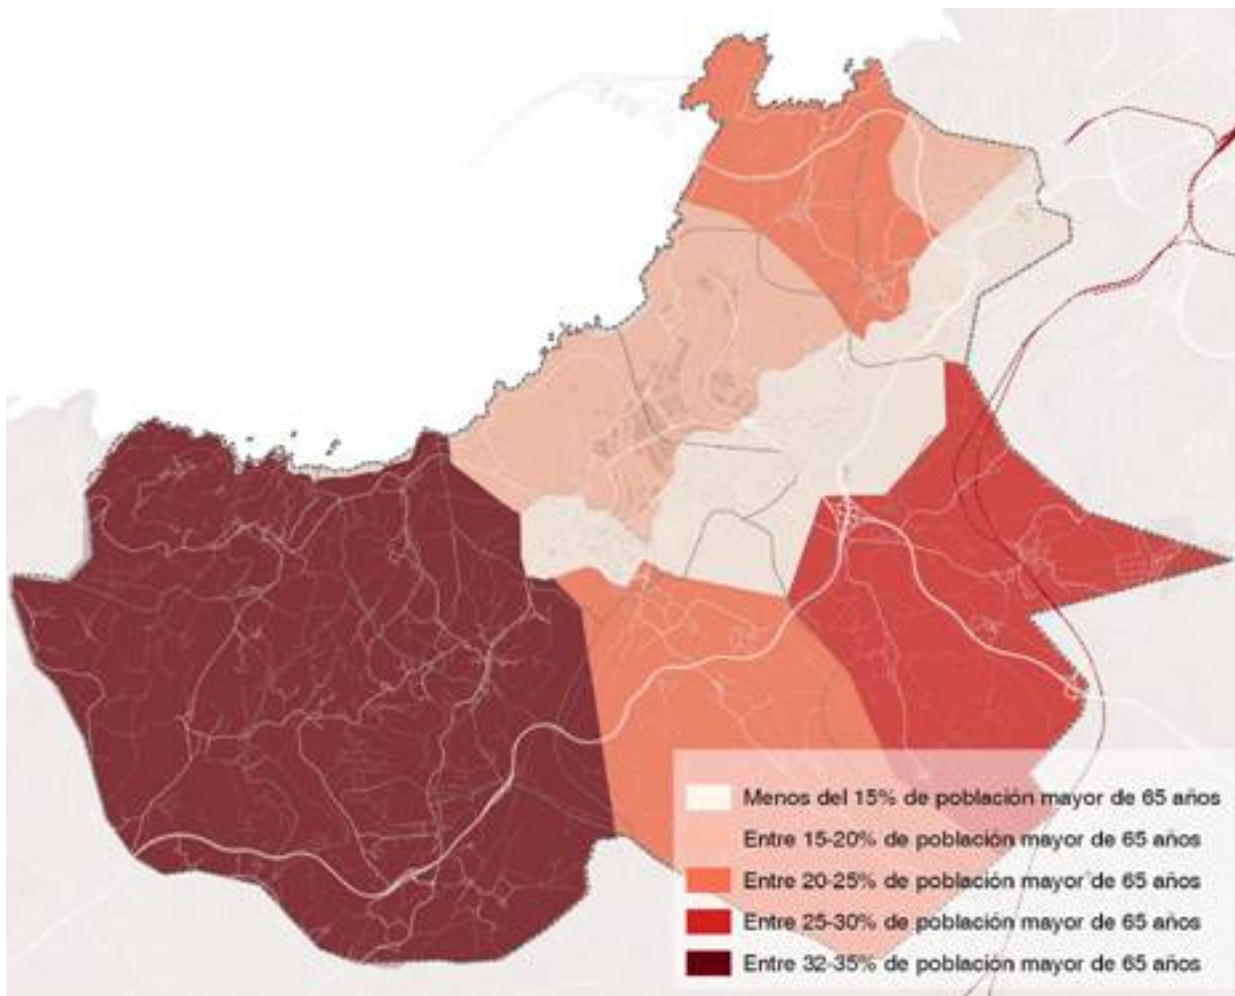 Menos del 15% de población mayor de 65 años
Entre 15-20% de población mayor de 65 años
Entre 20-25% de población mayor de 65 años
Entre 25-30% de población mayor de 65 años
Entre 32-35% de población mayor de 65 años